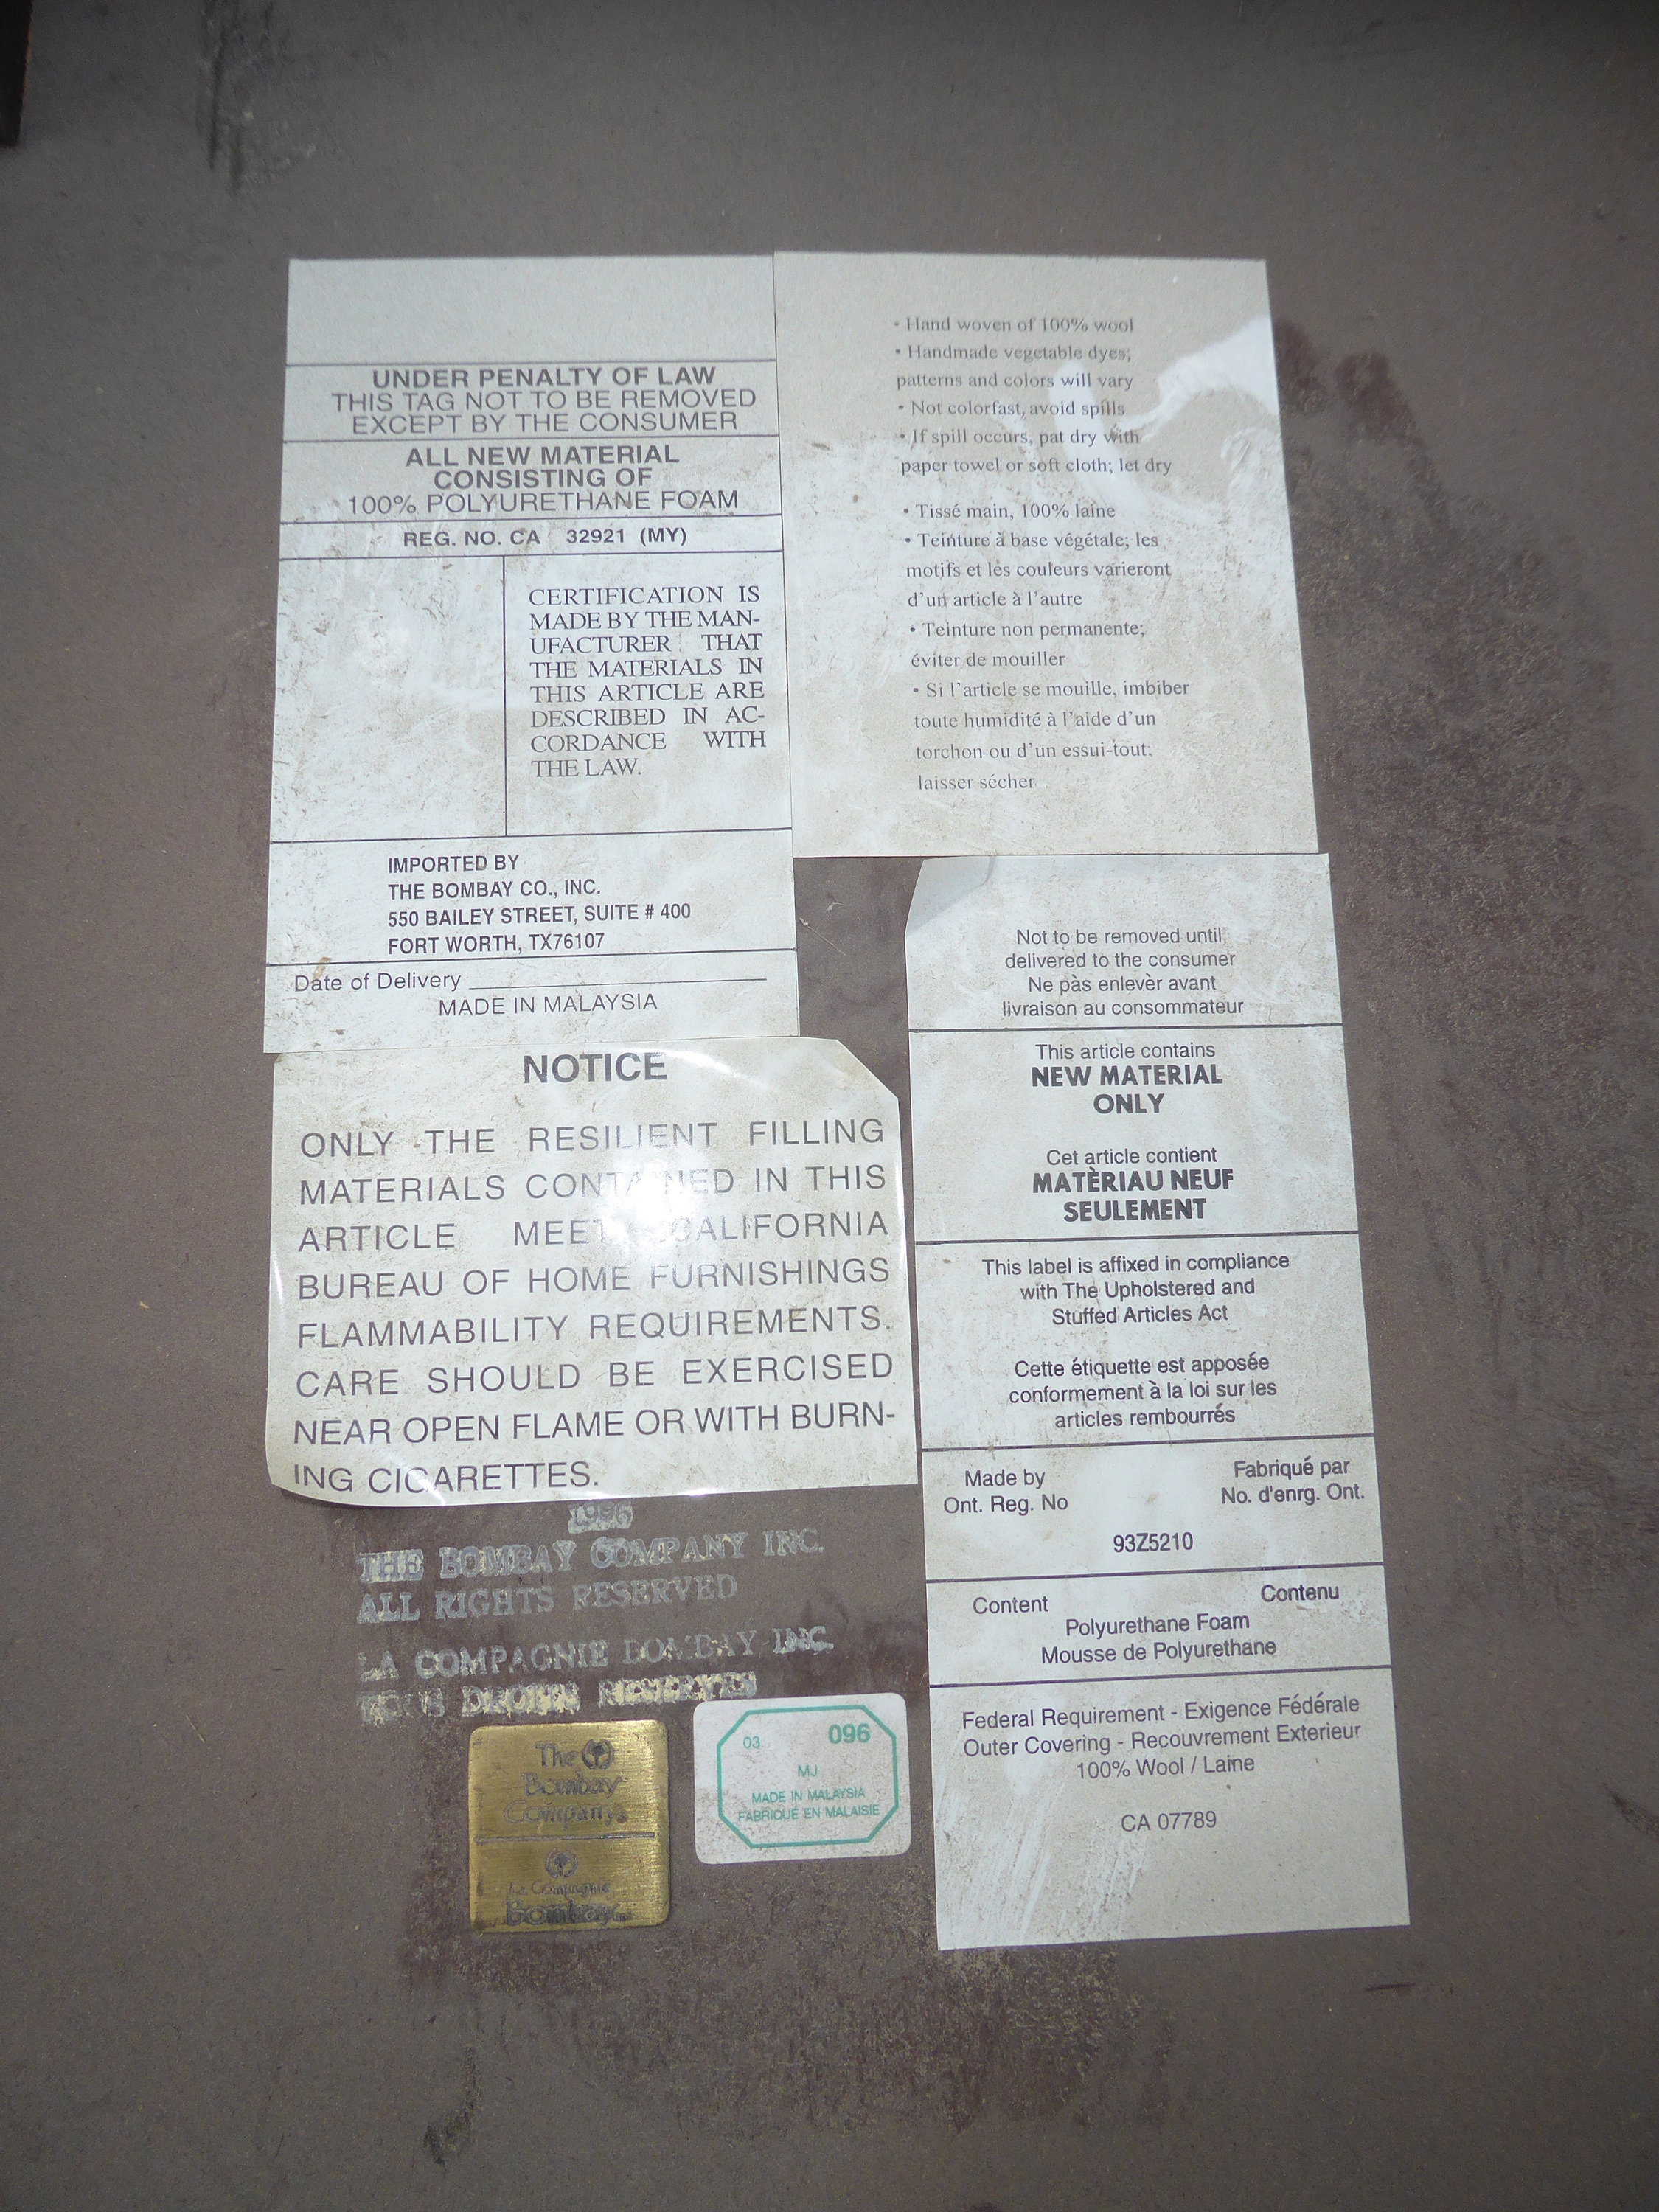 UNDER PENALTY OF LAW
THIS TAG NOT TO BE REMOVED
EXCEPT BY THE CONSUMER
ALL NEW MATERIAL
CONSISTING OF
100% POLYURETHANE FOAM
REG. NO. CA 32921 (MY)
CERTIFICATION IS
MADE BY THE MAN-
UFACTURER THAT
THE MATERIALS IN
THIS ARTICLE ARE
DESCRIBED IN AC-
CORDANCE WITH
THE LAW.
IMPORTED BY
THE BOMBAY CO., INC.
550 BAILEY STREET, SUITE # 400
FORT WORTH, TX76107
Date of Delivery
MADE IN MALAYSIA
• Hand woven of 100% wool
• Handmade vegetable dyes;
patterns and colors will vary
• Not colorfast, avoid spills
• If spill occurs, pat dry with
paper towel or soft cloth; let dry
• Tissé main, 100% laine
• Teinture à base végétale; les
motifs et les couleurs varieront
d'un article à l'autre
• Teinture non permanente;
éviter de mouiller
• Si l'article se mouille, imbiber
toute humidité à l'aide d'un
torchon ou d'un essui-tout;
laisser sécher
NOTICE
ONLY THE RESILIENT FILLING
MATERIALS CONTAINED IN THIS
ARTICLE MEET CALIFORNIA
BUREAU OF HOME FURNISHINGS
FLAMMABILITY REQUIREMENTS.
CARE SHOULD BE EXERCISED
NEAR OPEN FLAME OR WITH BURN-
ING CIGARETTES.
Not to be removed until
delivered to the consumer
Ne pàs enlevèr avant
livraison au consommateur
This article contains
NEW MATERIAL
ONLY
Cet article contient
MATÈRIAU NEUF
SEULEMENT
This label is affixed in compliance
with The Upholstered and
Stuffed Articles Act
Cette étiquette est apposée
conformement à la loi sur les
articles rembourrés
Made by Fabriqué par
Ont. Reg. No No. d'enrg. Ont.
93Z5210
Content Contenu
Polyurethane Foam
Mousse de Polyurethane
Federal Requirement - Exigence Fédérale
Outer Covering - Recouvrement Exterieur
100% Wool / Laine
CA 07789
1996
THE BOMBAY COMPANY INC.
ALL RIGHTS RESERVED
LA COMPAGNIE BOMBAY INC.
TOUS DROITS RESERVES
The
Bombay
Company®
La Compagnie
Bombay
03 096
MJ
MADE IN MALAYSIA
FABRIQUÉ EN MALAISIE